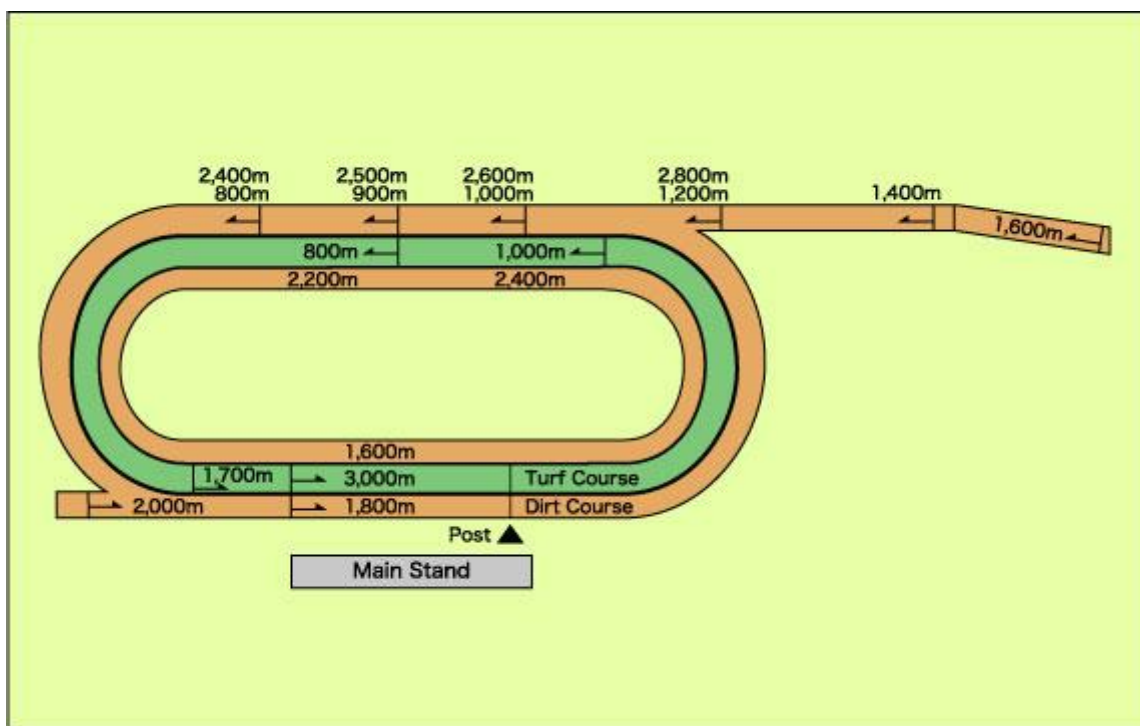 2,400m
800m
2,500m
900m
2,600m
1,000m
2,800m
1,200m
1,400m
1,600m
800m
1,000m
2,200m
2,400m
1,600m
1,700m
3,000m
Turf Course
2,000m
1,800m
Dirt Course
Post
Main Stand